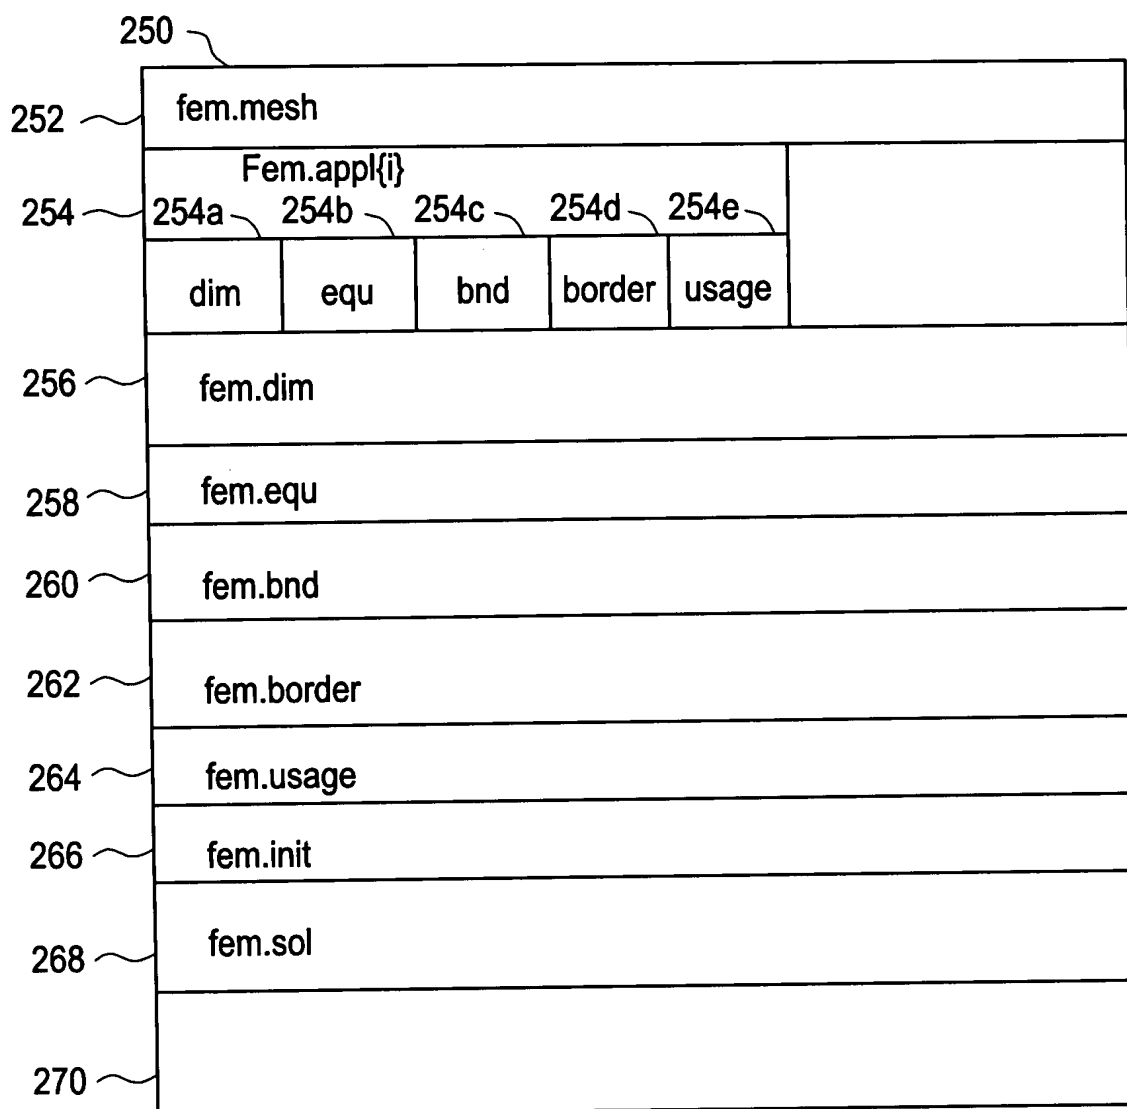 250
252 fem.mesh
Fem.appl{i}
254 254a 254b 254c 254d 254e
dim equ bnd border usage
256 fem.dim
258 fem.equ
260 fem.bnd
262 fem.border
264 fem.usage
266 fem.init
268 fem.sol
270